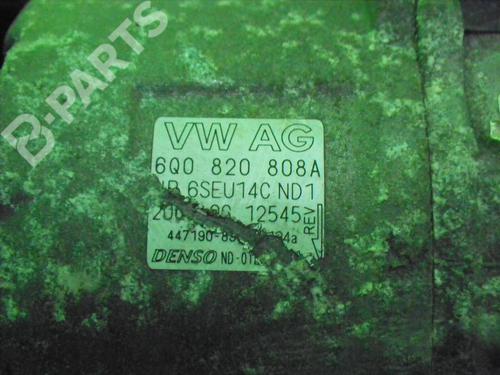 B-PARTS
VW AG
6Q0 820 808A
6SEU14C ND1
12545
REV
447190-
DENSO ND-